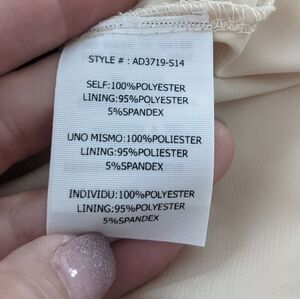 STYLE # : AD3719-S14
SELF:100%POLYESTER
LINING:95%POLYESTER
5%SPANDEX
UNO MISMO:100%POLIESTER
LINING:95%POLYESTER
5%SPANDEX
INDIVIDU:100%POLYESTER
LINING:95%POLYESTER
5%SPANDEX